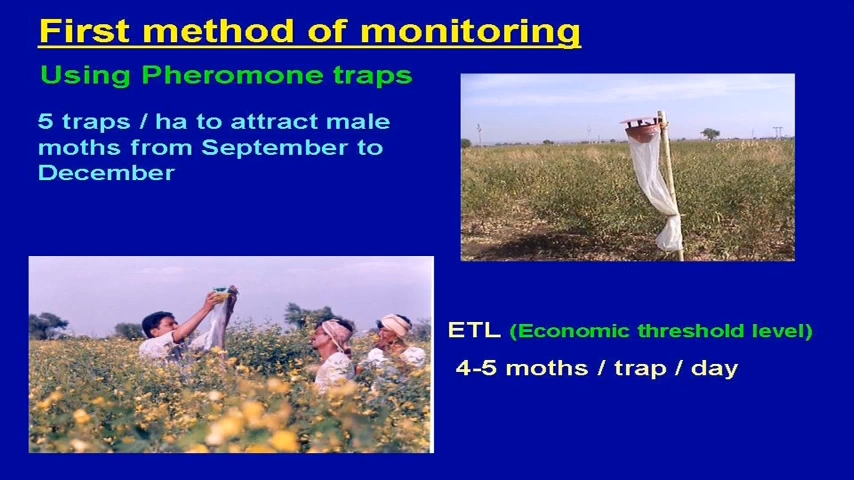 First method of monitoring
Using Pheromone traps
5 traps / ha to attract male
moths from September to
December
ETL (Economic threshold level)
4-5 moths / trap / day